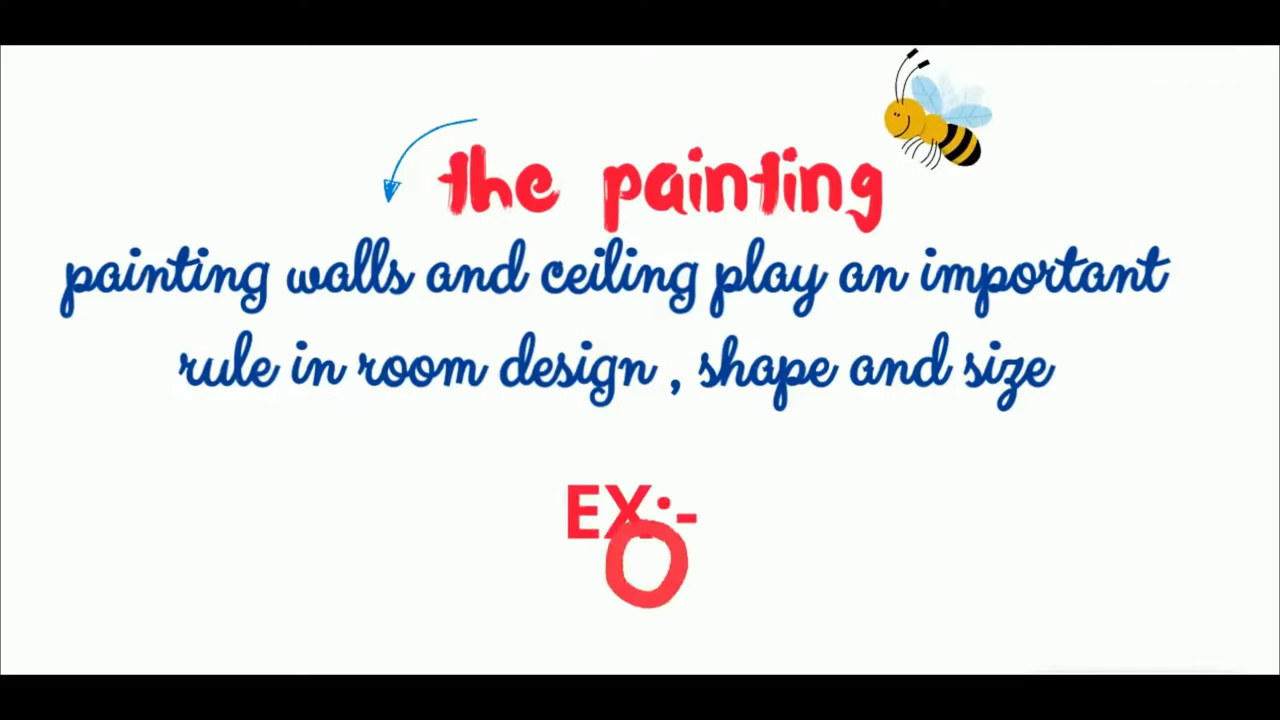 the painting
painting walls and ceiling play an important
rule in room design , shape and size
EX:-